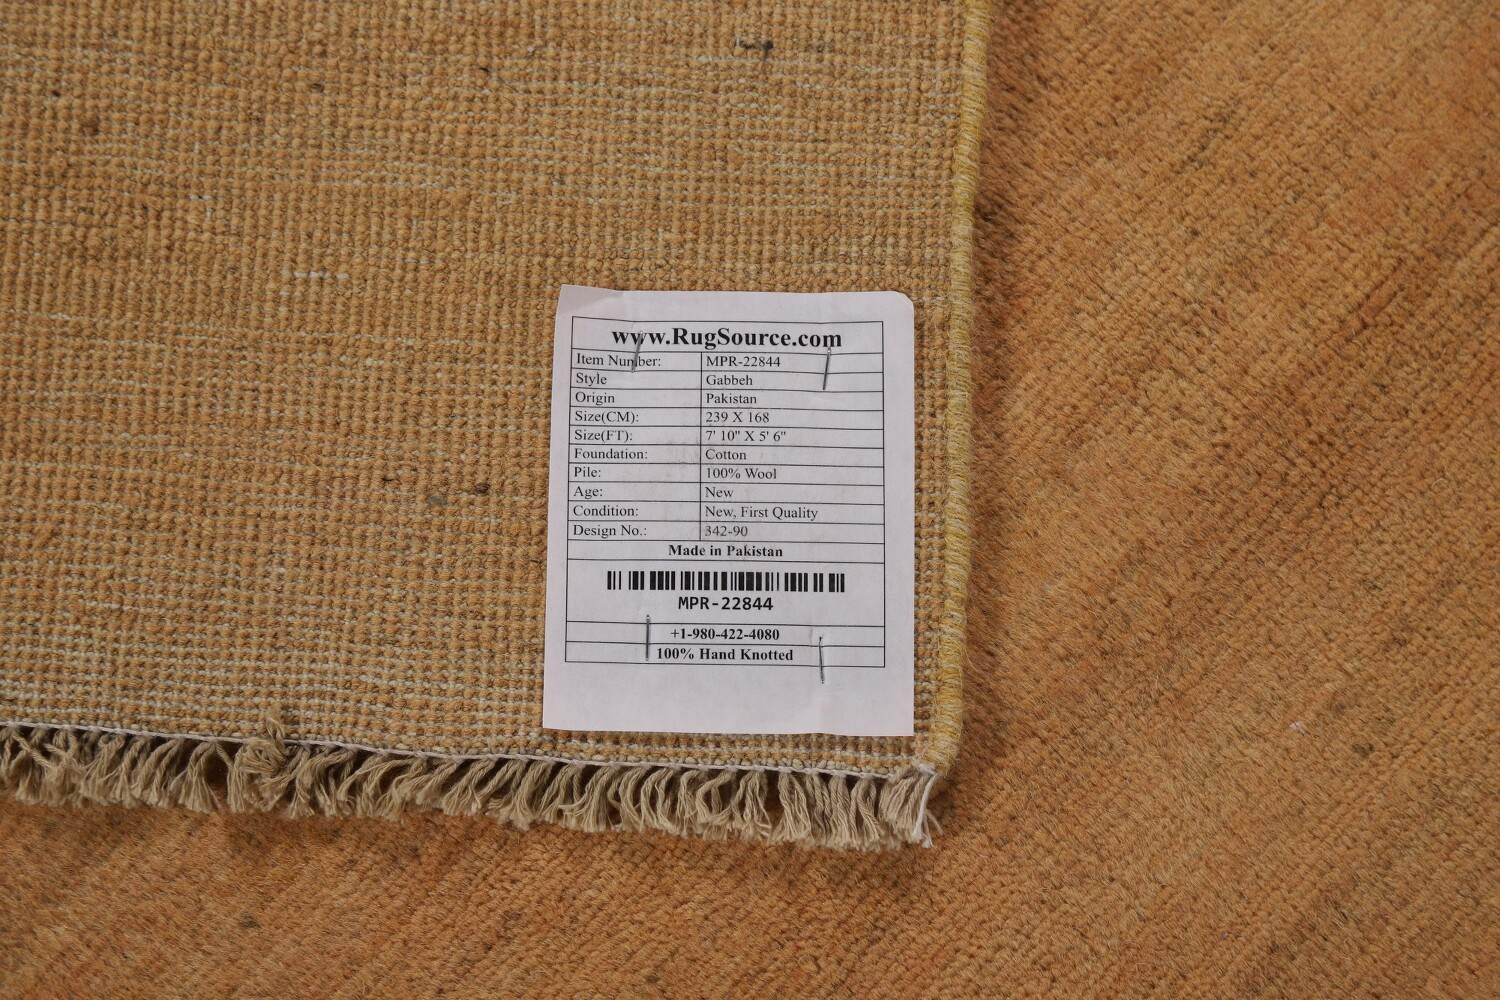 www.RugSource.com
Item Number: MPR-22844
Style Gabbeh
Origin Pakistan
Size(CM): 239 X 168
Size(FT): 7' 10" X 5' 6"
Foundation: Cotton
Pile: 100% Wool
Age: New
Condition: New, First Quality
Design No.: 342-90
Made in Pakistan
MPR-22844
+1-980-422-4080
100% Hand Knotted